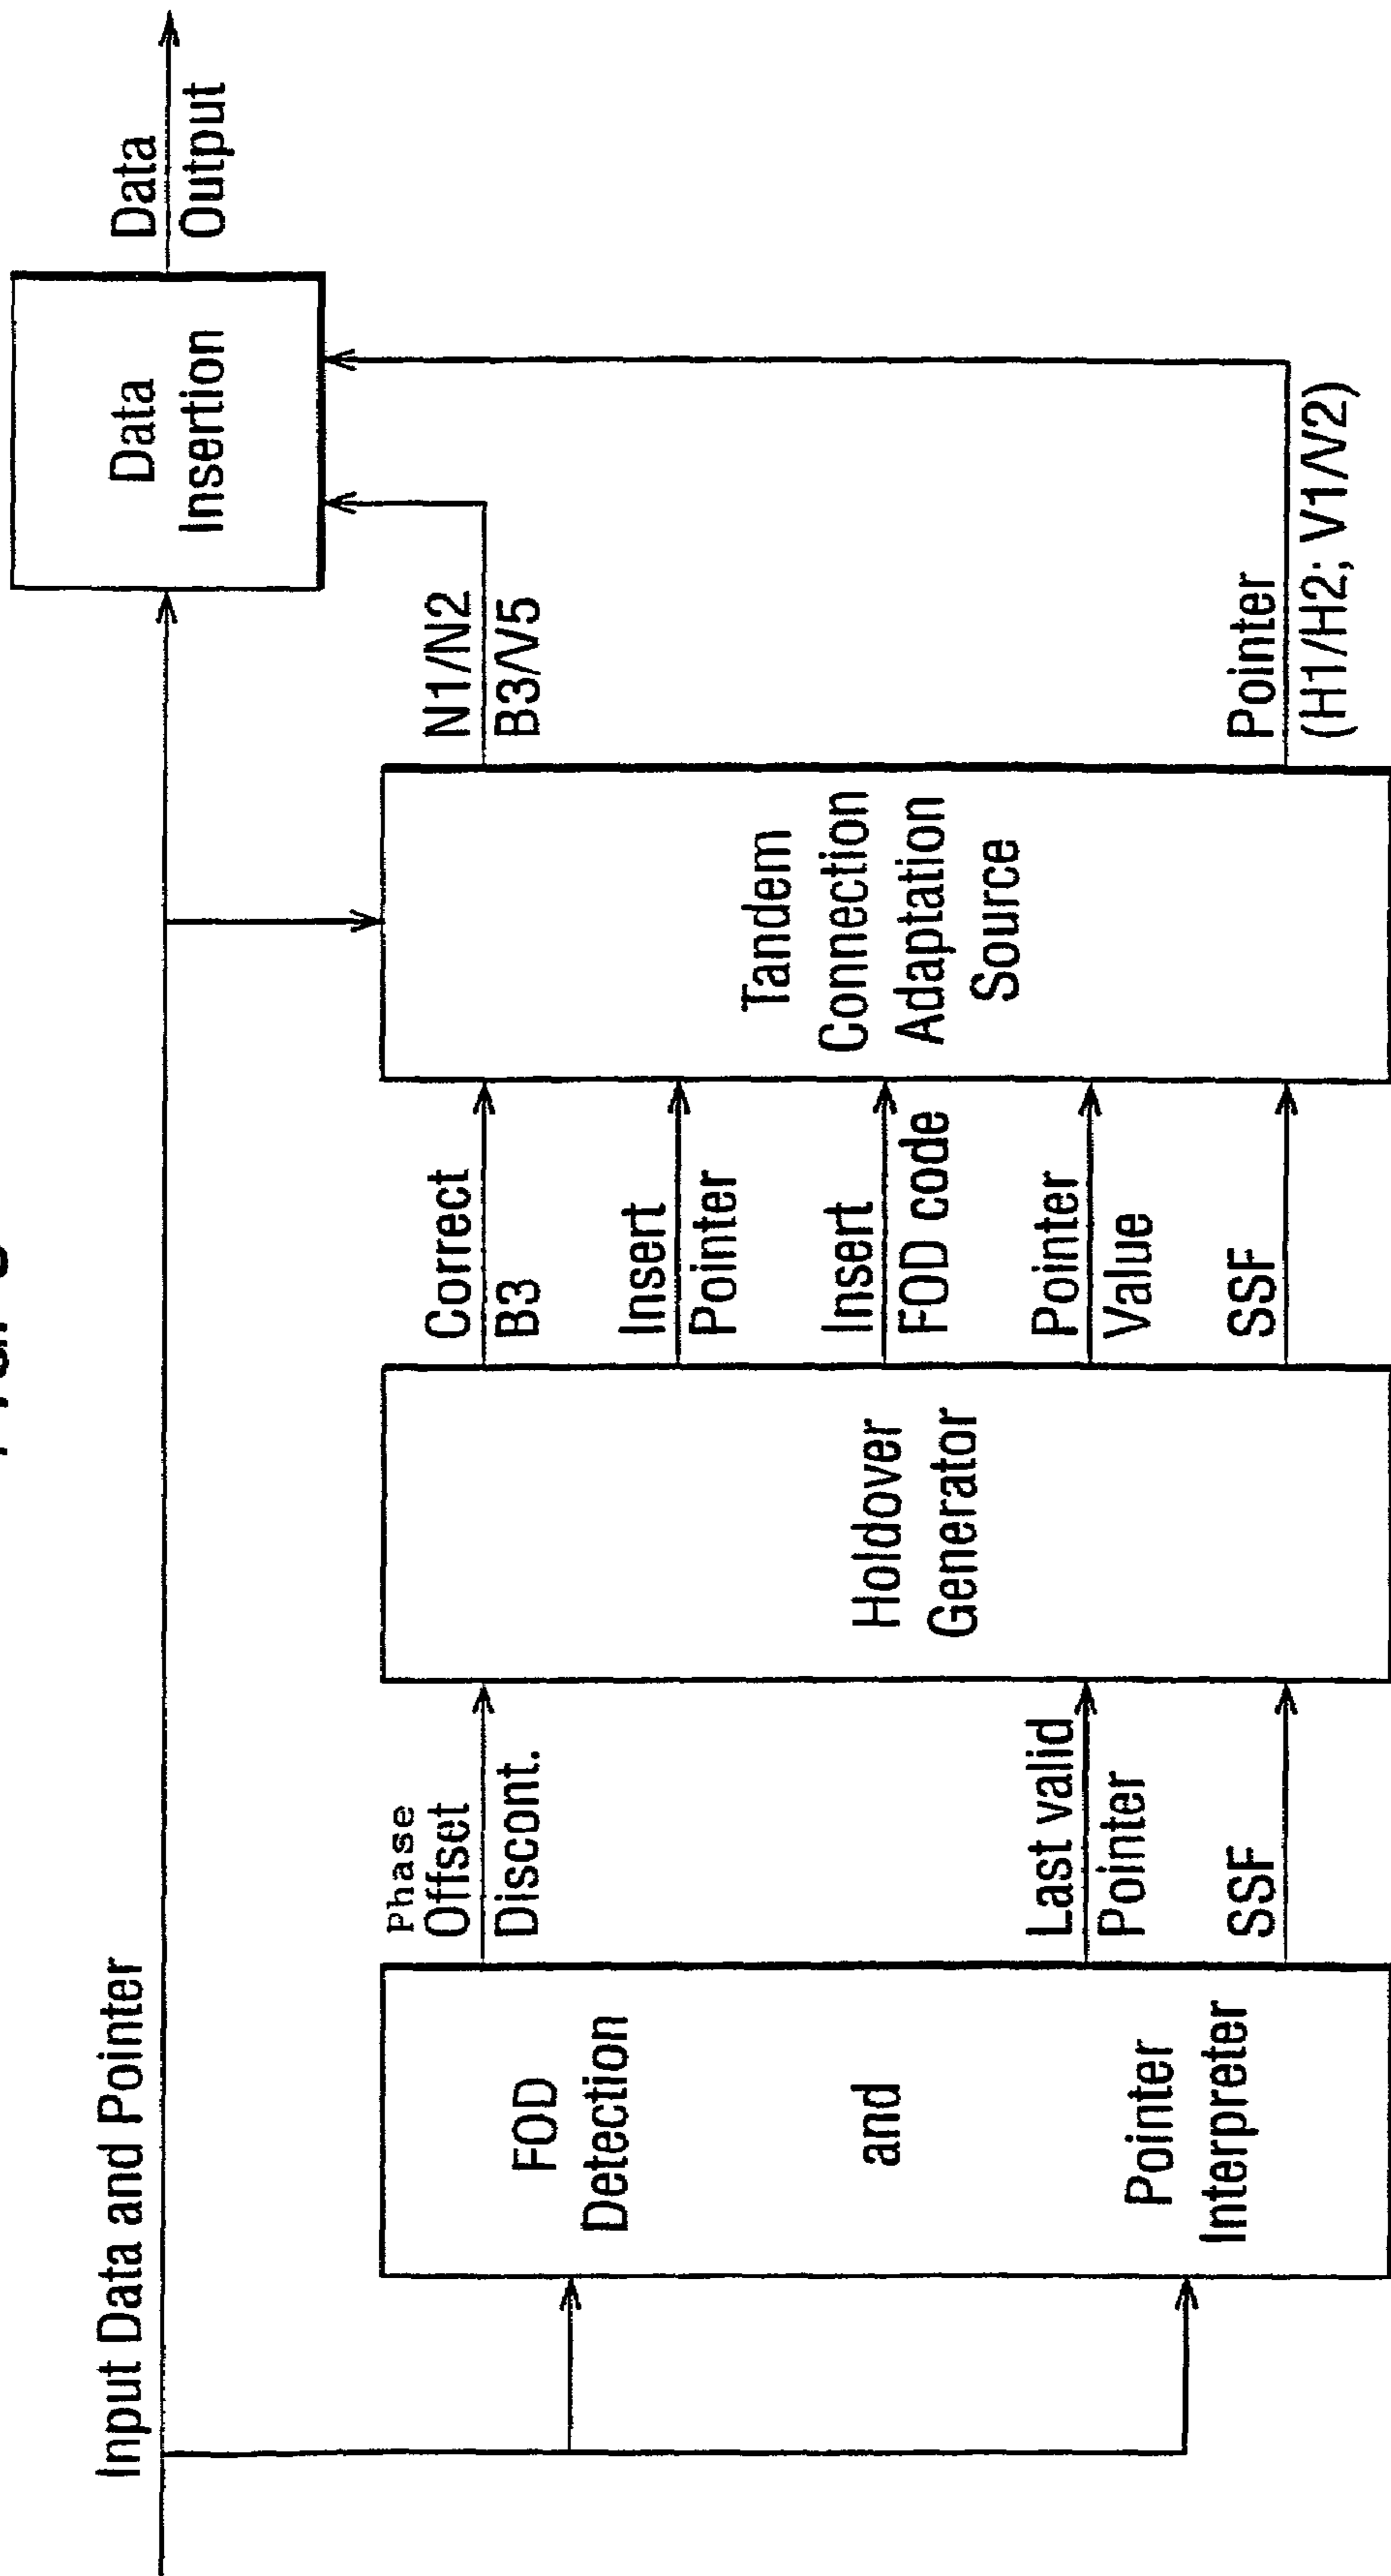 Input Data and Pointer
Data
Insertion
Data
Output
FOD
Detection
and
Pointer
Interpreter
Phase
Offset
Discont.
Last valid
Pointer
SSF
Holdover
Generator
Correct
B3
Insert
Pointer
Insert
FOD code
Pointer
Value
SSF
Tandem
Connection
Adaptation
Source
N1/N2
B3/V5
Pointer
(H1/H2; V1/V2)